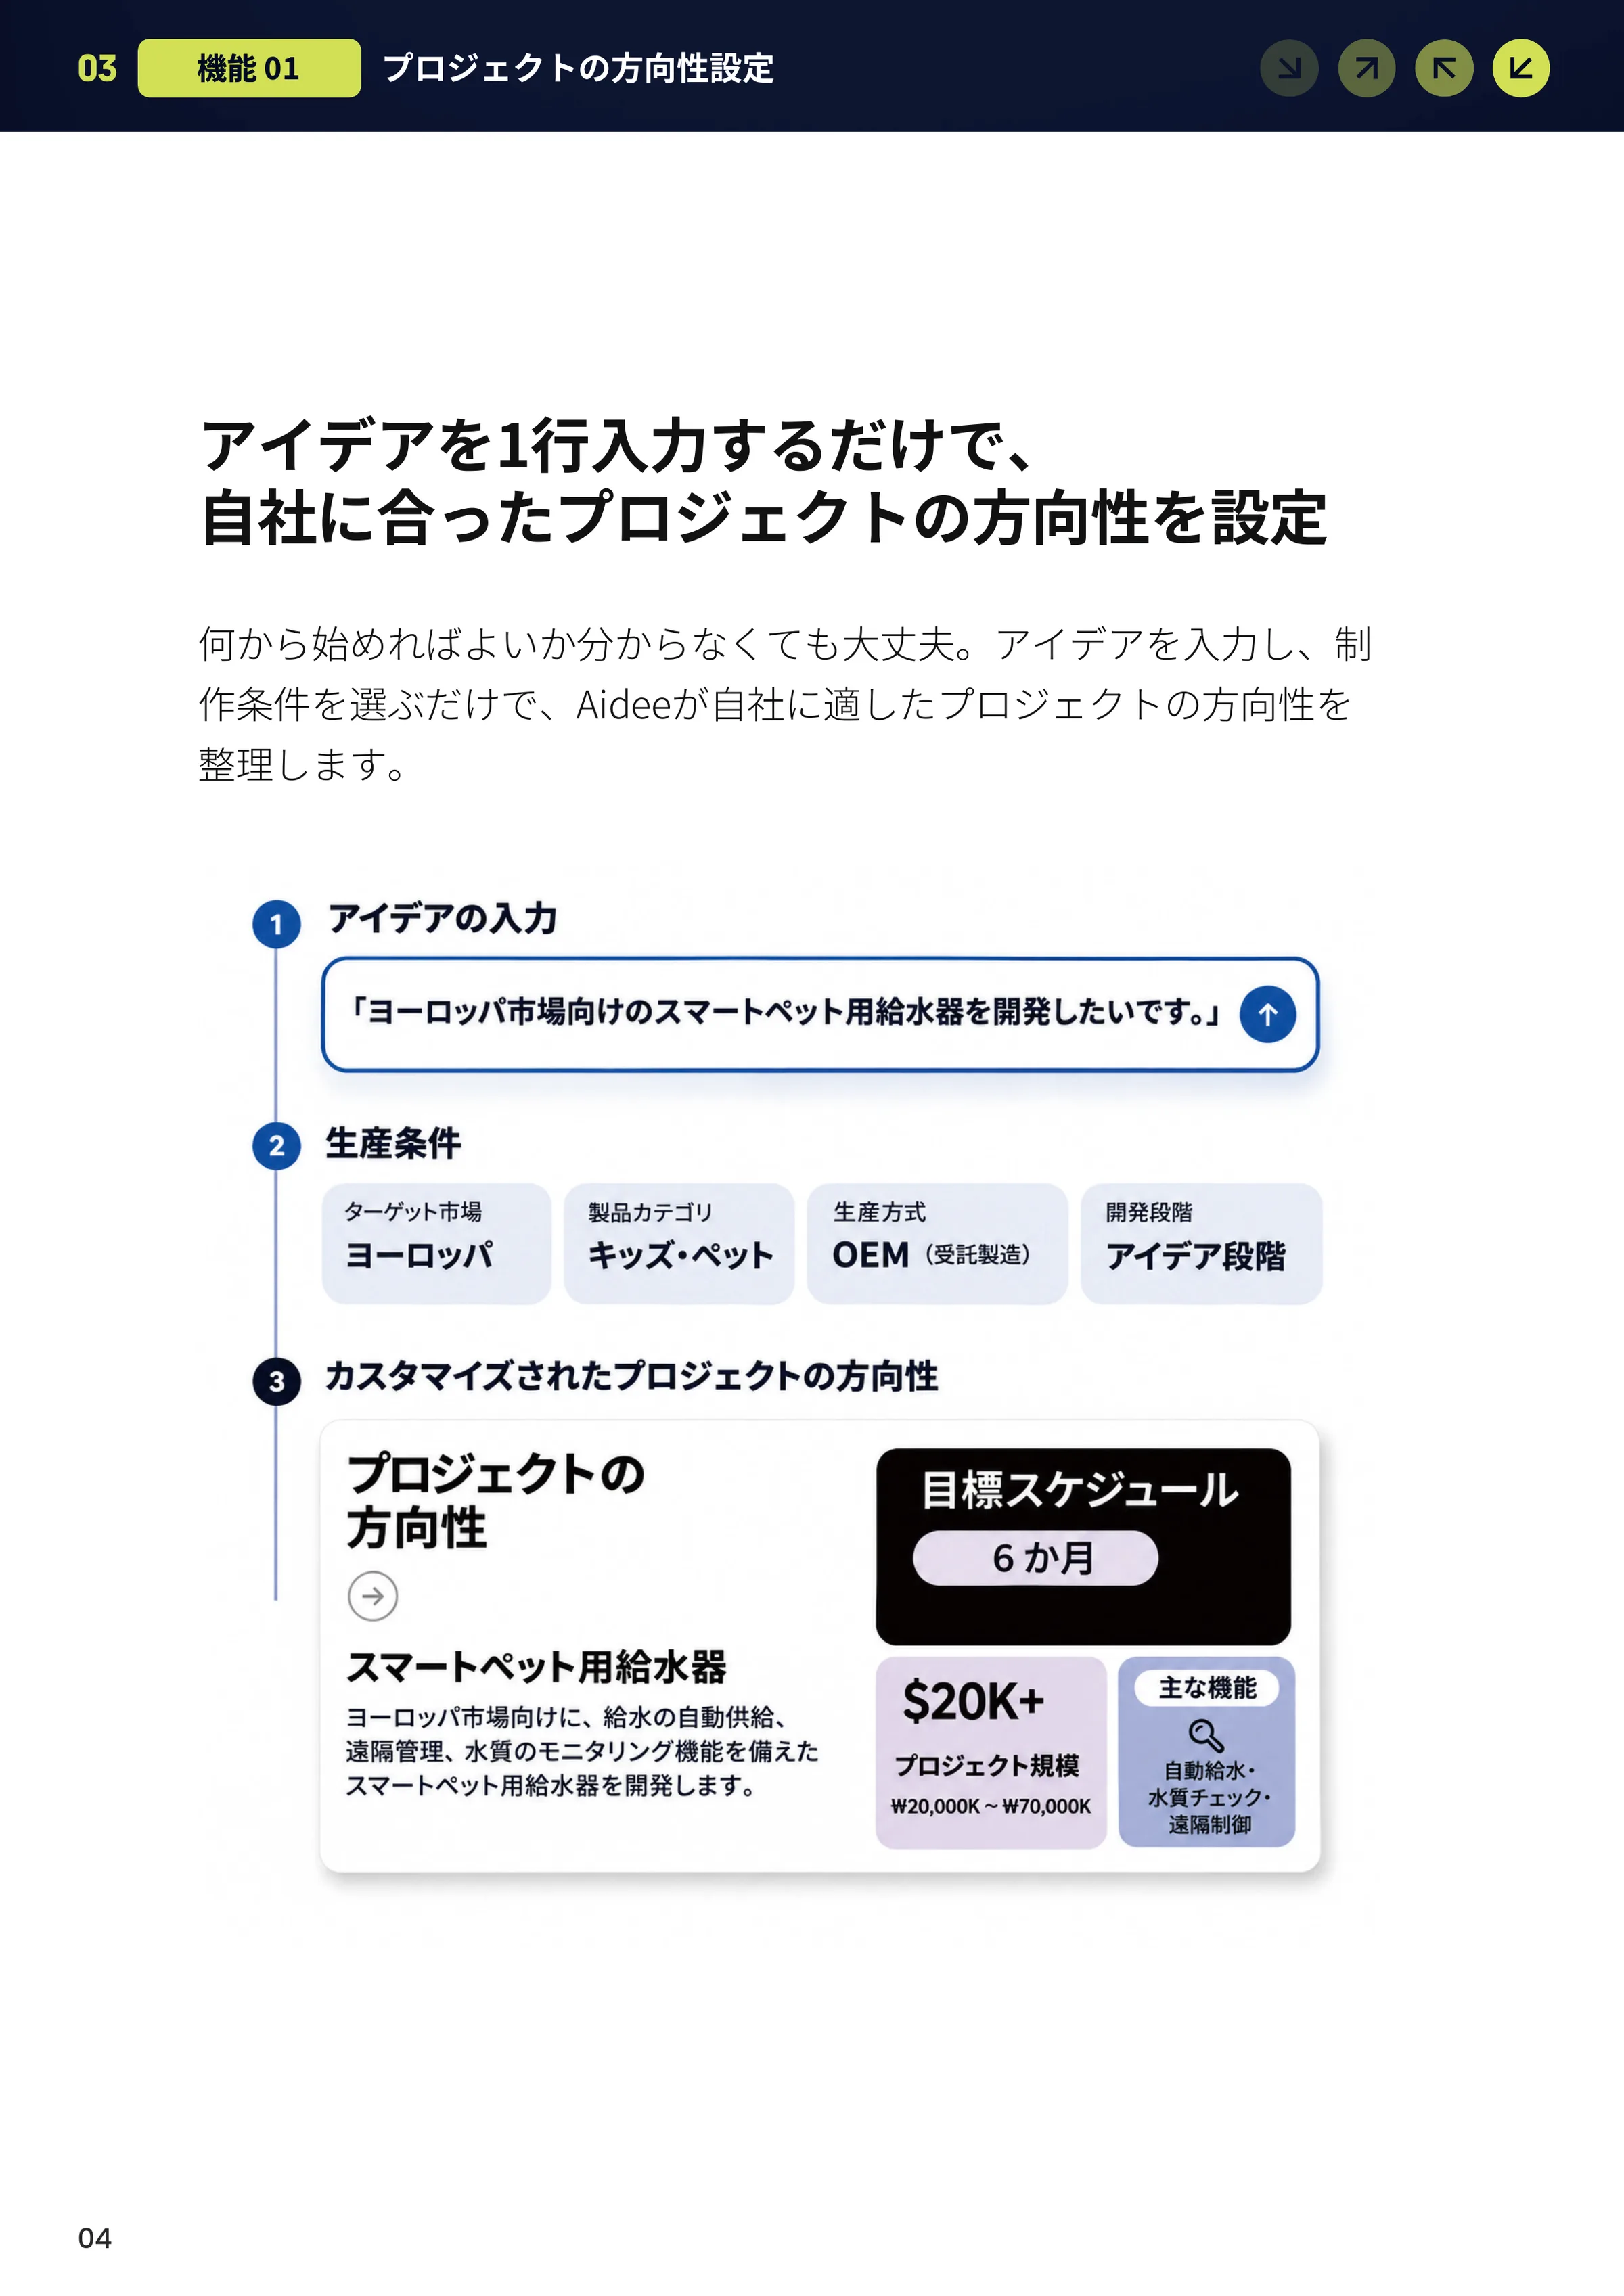 03 機能 01 プロジェクトの方向性設定
アイデアを1行入力するだけで、
自社に合ったプロジェクトの方向性を設定
何から始めればよいか分からなくても大丈夫。アイデアを入力し、制
作条件を選ぶだけで、Aideeが自社に適したプロジェクトの方向性を
整理します。
1 アイデアの入力
「ヨーロッパ市場向けのスマートペット用給水器を開発したいです。」
2 生産条件
ターゲット市場
ヨーロッパ
製品カテゴリ
キッズ・ペット
生産方式
OEM（受託製造）
開発段階
アイデア段階
3 カスタマイズされたプロジェクトの方向性
プロジェクトの
方向性
スマートペット用給水器
ヨーロッパ市場向けに、給水の自動供給、
遠隔管理、水質のモニタリング機能を備えた
スマートペット用給水器を開発します。
目標スケジュール
6 か月
$20K+
プロジェクト規模
₩20,000K ~ ₩70,000K
主な機能
自動給水・
水質チェック・
遠隔制御
04